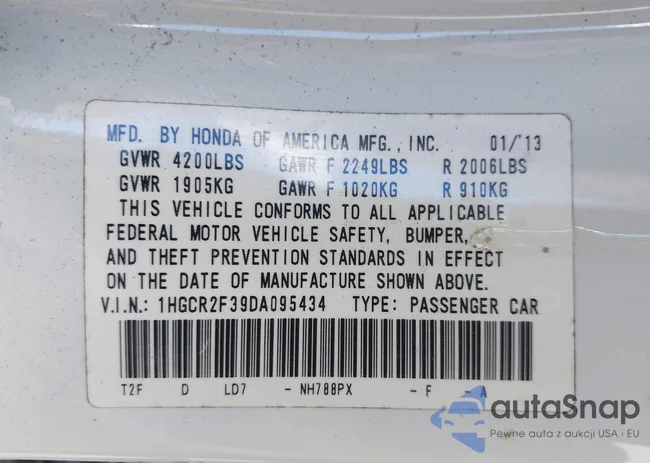 MFD. BY HONDA OF AMERICA MFG., INC. 01/'13
GVWR 4200LBS GAWR F 2249LBS R 2006LBS
GVWR 1905KG GAWR F 1020KG R 910KG
THIS VEHICLE CONFORMS TO ALL APPLICABLE
FEDERAL MOTOR VEHICLE SAFETY, BUMPER,
AND THEFT PREVENTION STANDARDS IN EFFECT
ON THE DATE OF MANUFACTURE SHOWN ABOVE.
V.I.N.: 1HGCR2F39DA095434 TYPE: PASSENGER CAR
T2F D LD7 - NH788PX - F - A
autaSnap
Pewne auta z aukcji USA i EU